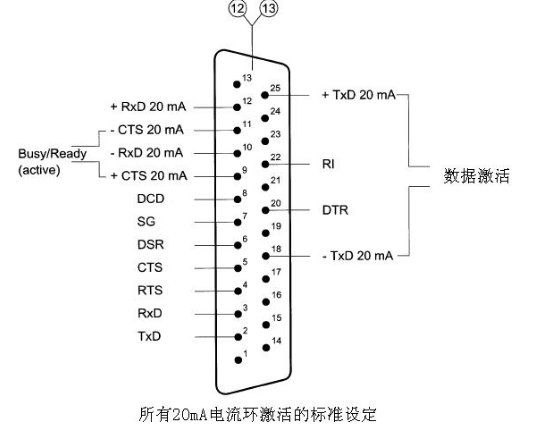 ⑫ ⑬
13
25
+ TxD 20 mA
+ RxD 20 mA
12
24
- CTS 20 mA
11
23
Busy/Ready
(active)
- RxD 20 mA
10
22
RI
+ CTS 20 mA
9
21
数据激活
DCD
8
20
DTR
SG
7
19
DSR
6
18
- TxD 20 mA
CTS
5
17
RTS
4
16
RxD
3
15
TxD
2
14
1
所有20mA电流环激活的标准设定